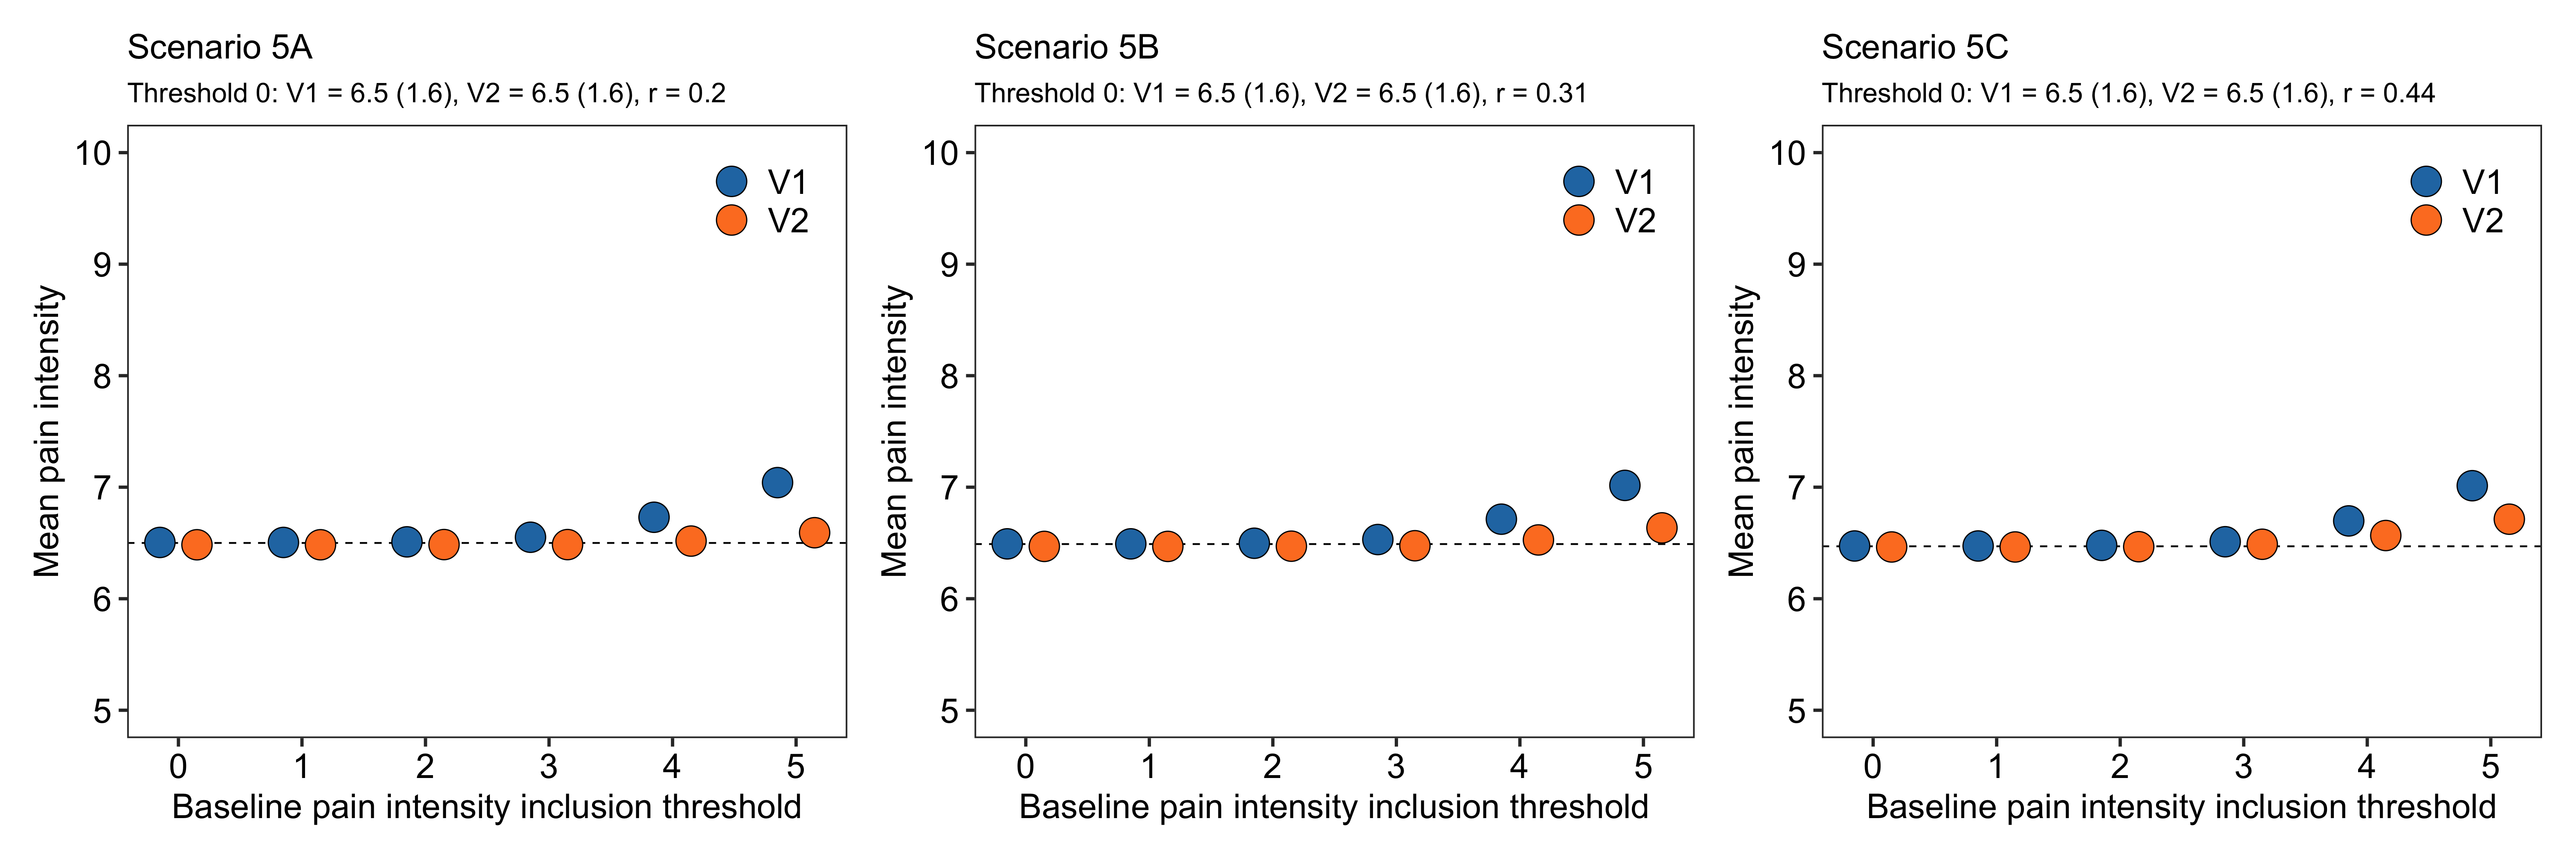 Scenario 5A
Threshold 0: V1 = 6.5 (1.6), V2 = 6.5 (1.6), r = 0.2
10
9
8
7
6
5
Mean pain intensity
V1
V2
0 1 2 3 4 5
Baseline pain intensity inclusion threshold
Scenario 5B
Threshold 0: V1 = 6.5 (1.6), V2 = 6.5 (1.6), r = 0.31
10
9
8
7
6
5
Mean pain intensity
V1
V2
0 1 2 3 4 5
Baseline pain intensity inclusion threshold
Scenario 5C
Threshold 0: V1 = 6.5 (1.6), V2 = 6.5 (1.6), r = 0.44
10
9
8
7
6
5
Mean pain intensity
V1
V2
0 1 2 3 4 5
Baseline pain intensity inclusion threshold